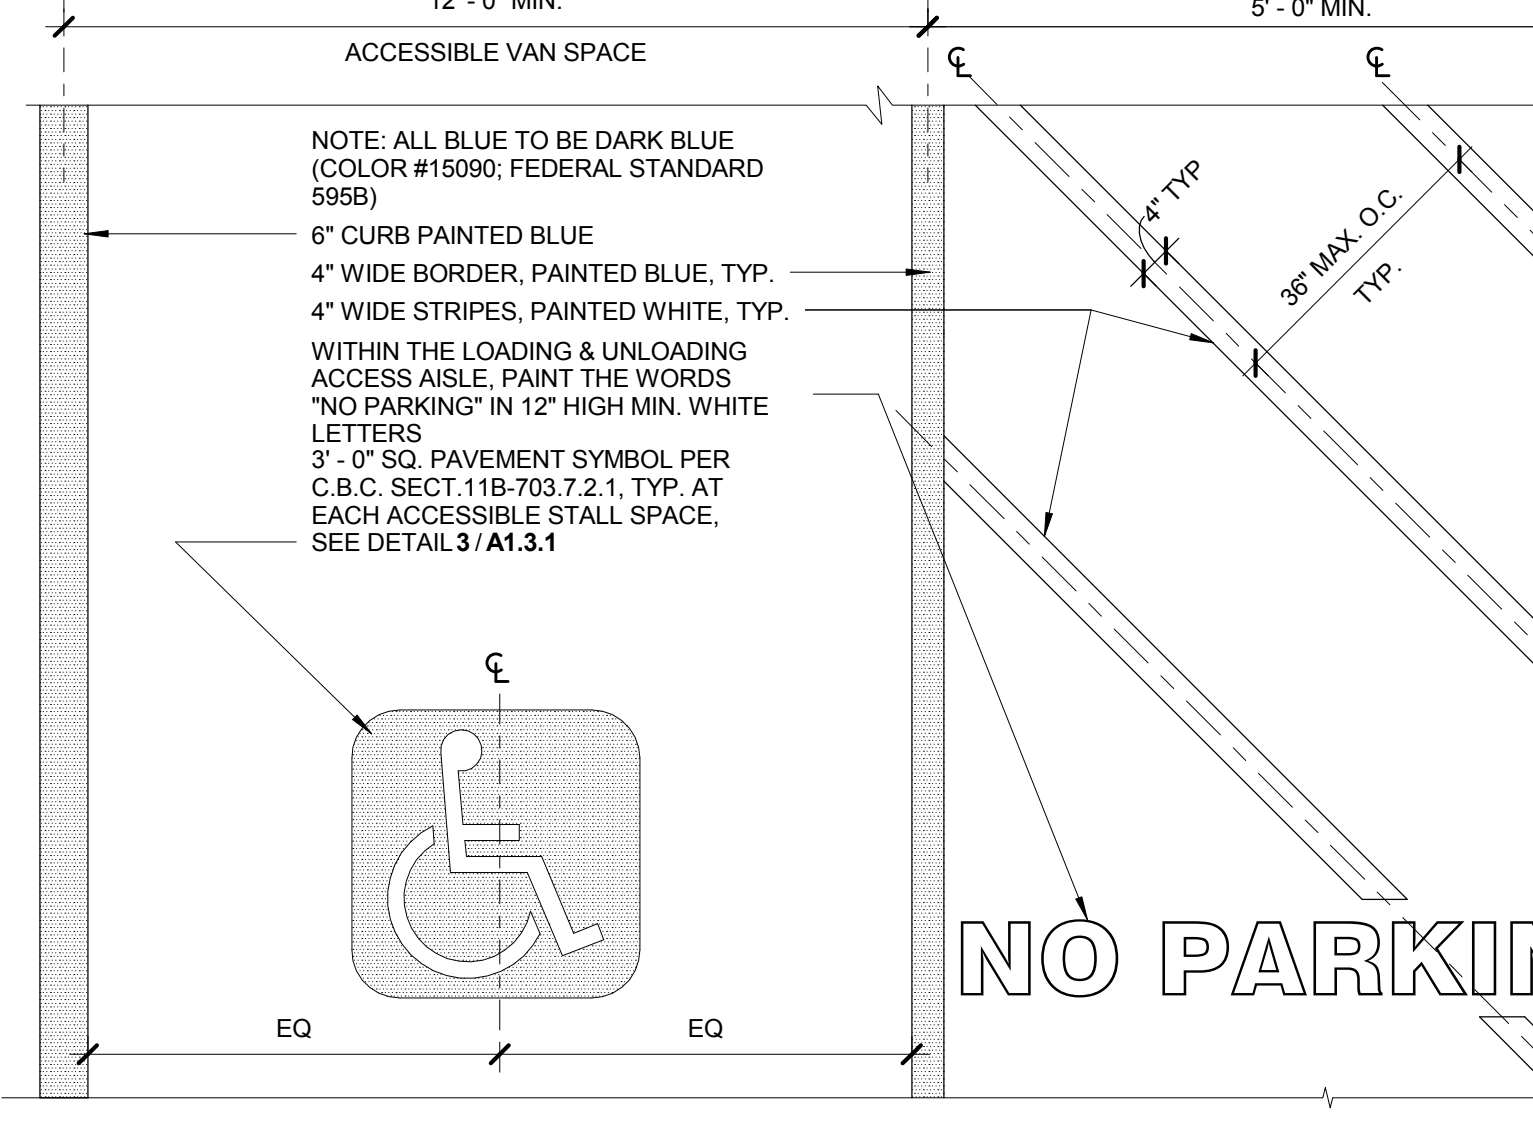 12' - 0" MIN.
5' - 0" MIN.
ACCESSIBLE VAN SPACE
NOTE: ALL BLUE TO BE DARK BLUE
(COLOR #15090; FEDERAL STANDARD
595B)
6" CURB PAINTED BLUE
4" WIDE BORDER, PAINTED BLUE, TYP.
4" WIDE STRIPES, PAINTED WHITE, TYP.
WITHIN THE LOADING & UNLOADING
ACCESS AISLE, PAINT THE WORDS
"NO PARKING" IN 12" HIGH MIN. WHITE
LETTERS
3' - 0" SQ. PAVEMENT SYMBOL PER
C.B.C. SECT.11B-703.7.2.1, TYP. AT
EACH ACCESSIBLE STALL SPACE,
SEE DETAIL 3 / A1.3.1
℄
℄
4" TYP
36" MAX. O.C.
TYP.
℄
NO PARKIN
EQ
EQ